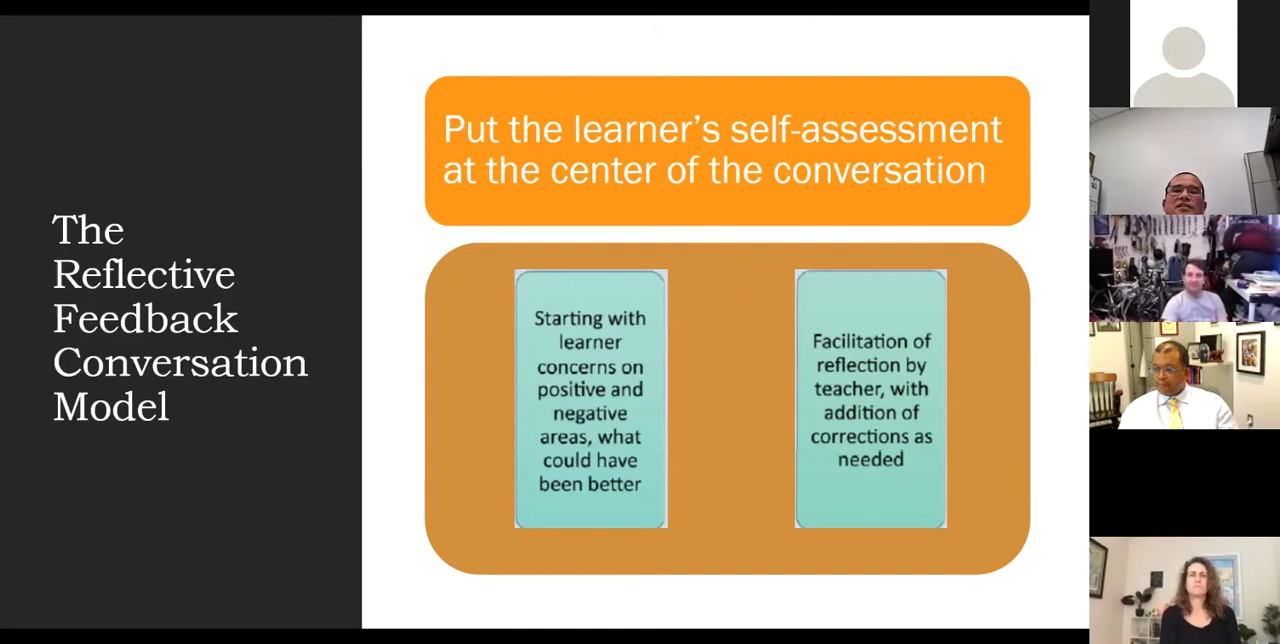 The
Reflective
Feedback
Conversation
Model
Put the learner’s self-assessment
at the center of the conversation
Starting with
learner
concerns on
positive and
negative
areas, what
could have
been better
Facilitation of
reflection by
teacher, with
addition of
corrections as
needed